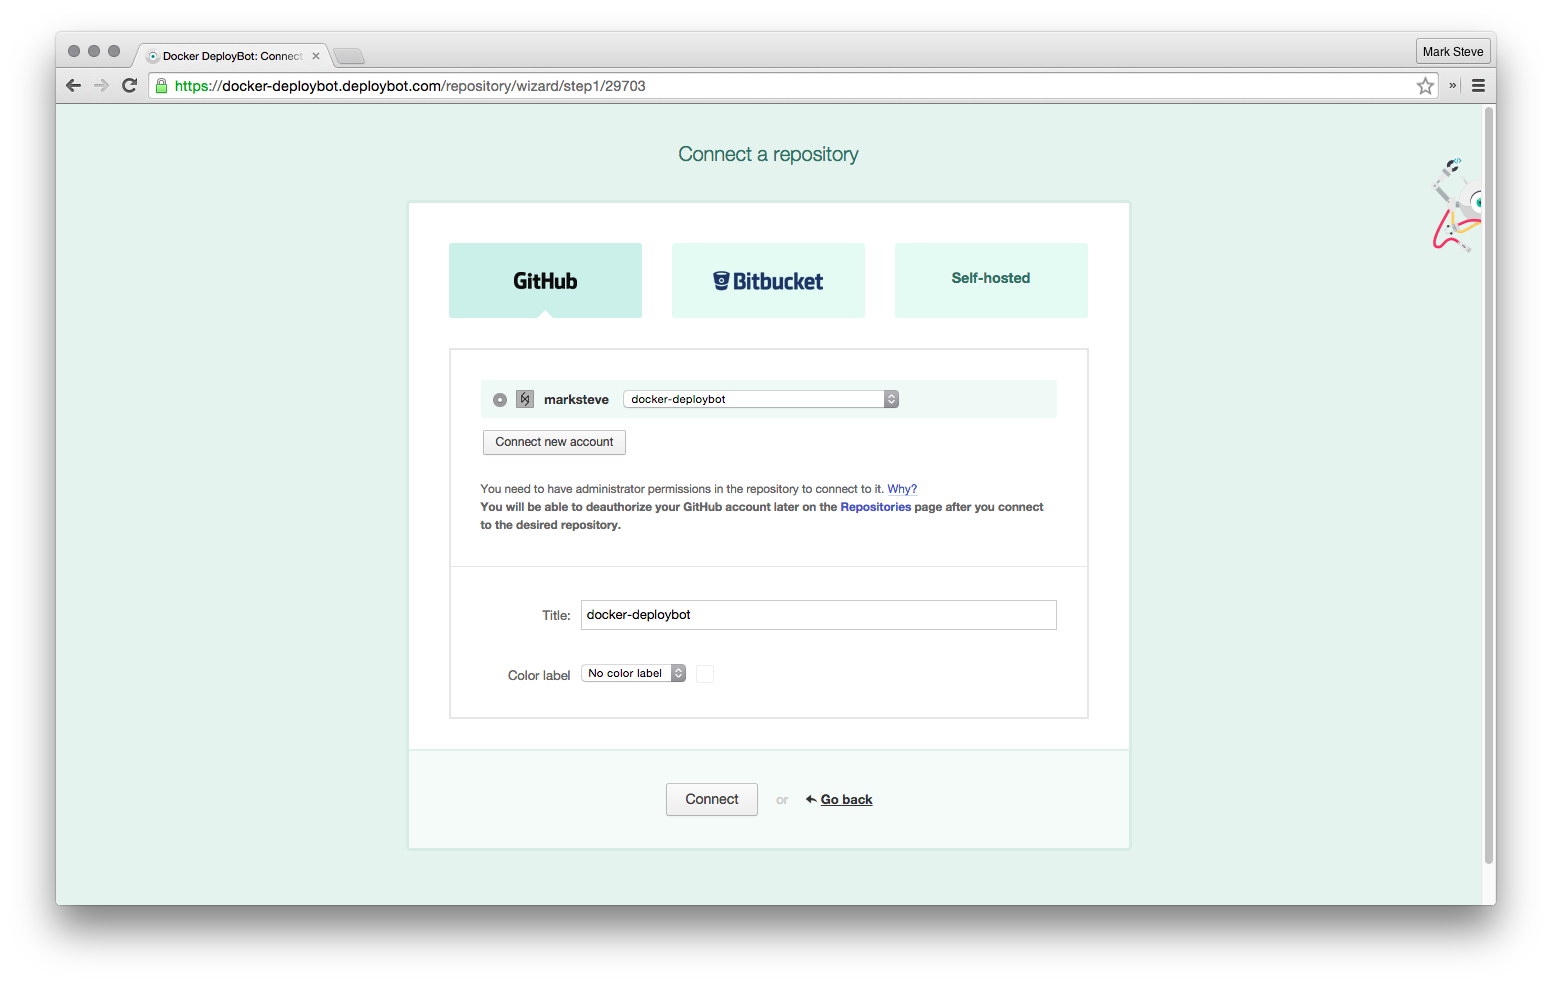 Docker DeployBot: Connect
Mark Steve
https://docker-deploybot.deploybot.com/repository/wizard/step1/29703
Connect a repository
GitHub
Bitbucket
Self-hosted
marksteve
docker-deploybot
Connect new account
You need to have administrator permissions in the repository to connect to it. Why?
You will be able to deauthorize your GitHub account later on the Repositories page after you connect
to the desired repository.
Title: docker-deploybot
Color label No color label
Connect or Go back